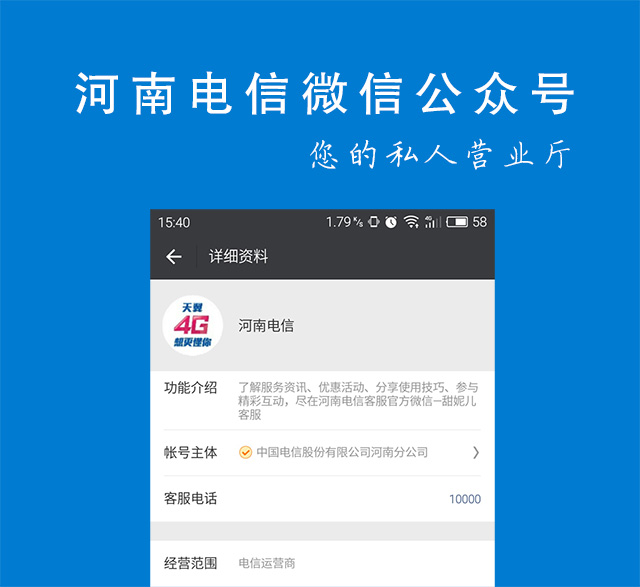 河南电信微信公众号
您的私人营业厅
15:40 1.79 K/s 4G 58
详细资料
天翼
4G
想更懂你
河南电信
功能介绍 了解服务资讯、优惠活动、分享使用技巧、参与
精彩互动，尽在河南电信客服官方微信—甜妮儿
客服
帐号主体 中国电信股份有限公司河南分公司
客服电话 10000
经营范围 电信运营商